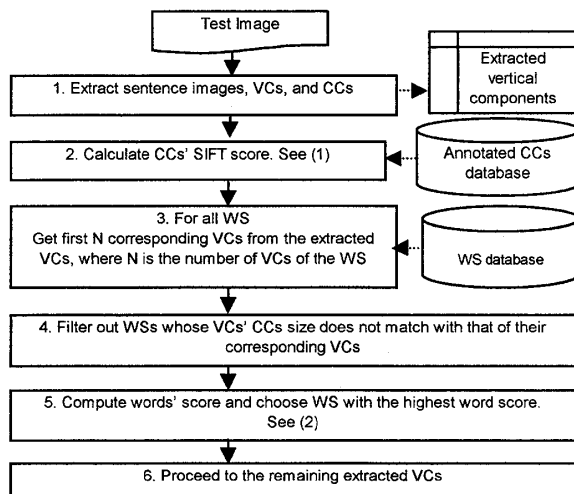 Test Image
1. Extract sentence images, VCs, and CCs
Extracted
vertical
components
2. Calculate CCs' SIFT score. See (1)
Annotated CCs
database
3. For all WS
Get first N corresponding VCs from the extracted
VCs, where N is the number of VCs of the WS
WS database
4. Filter out WSs whose VCs' CCs size does not match with that of their
corresponding VCs
5. Compute words' score and choose WS with the highest word score.
See (2)
6. Proceed to the remaining extracted VCs